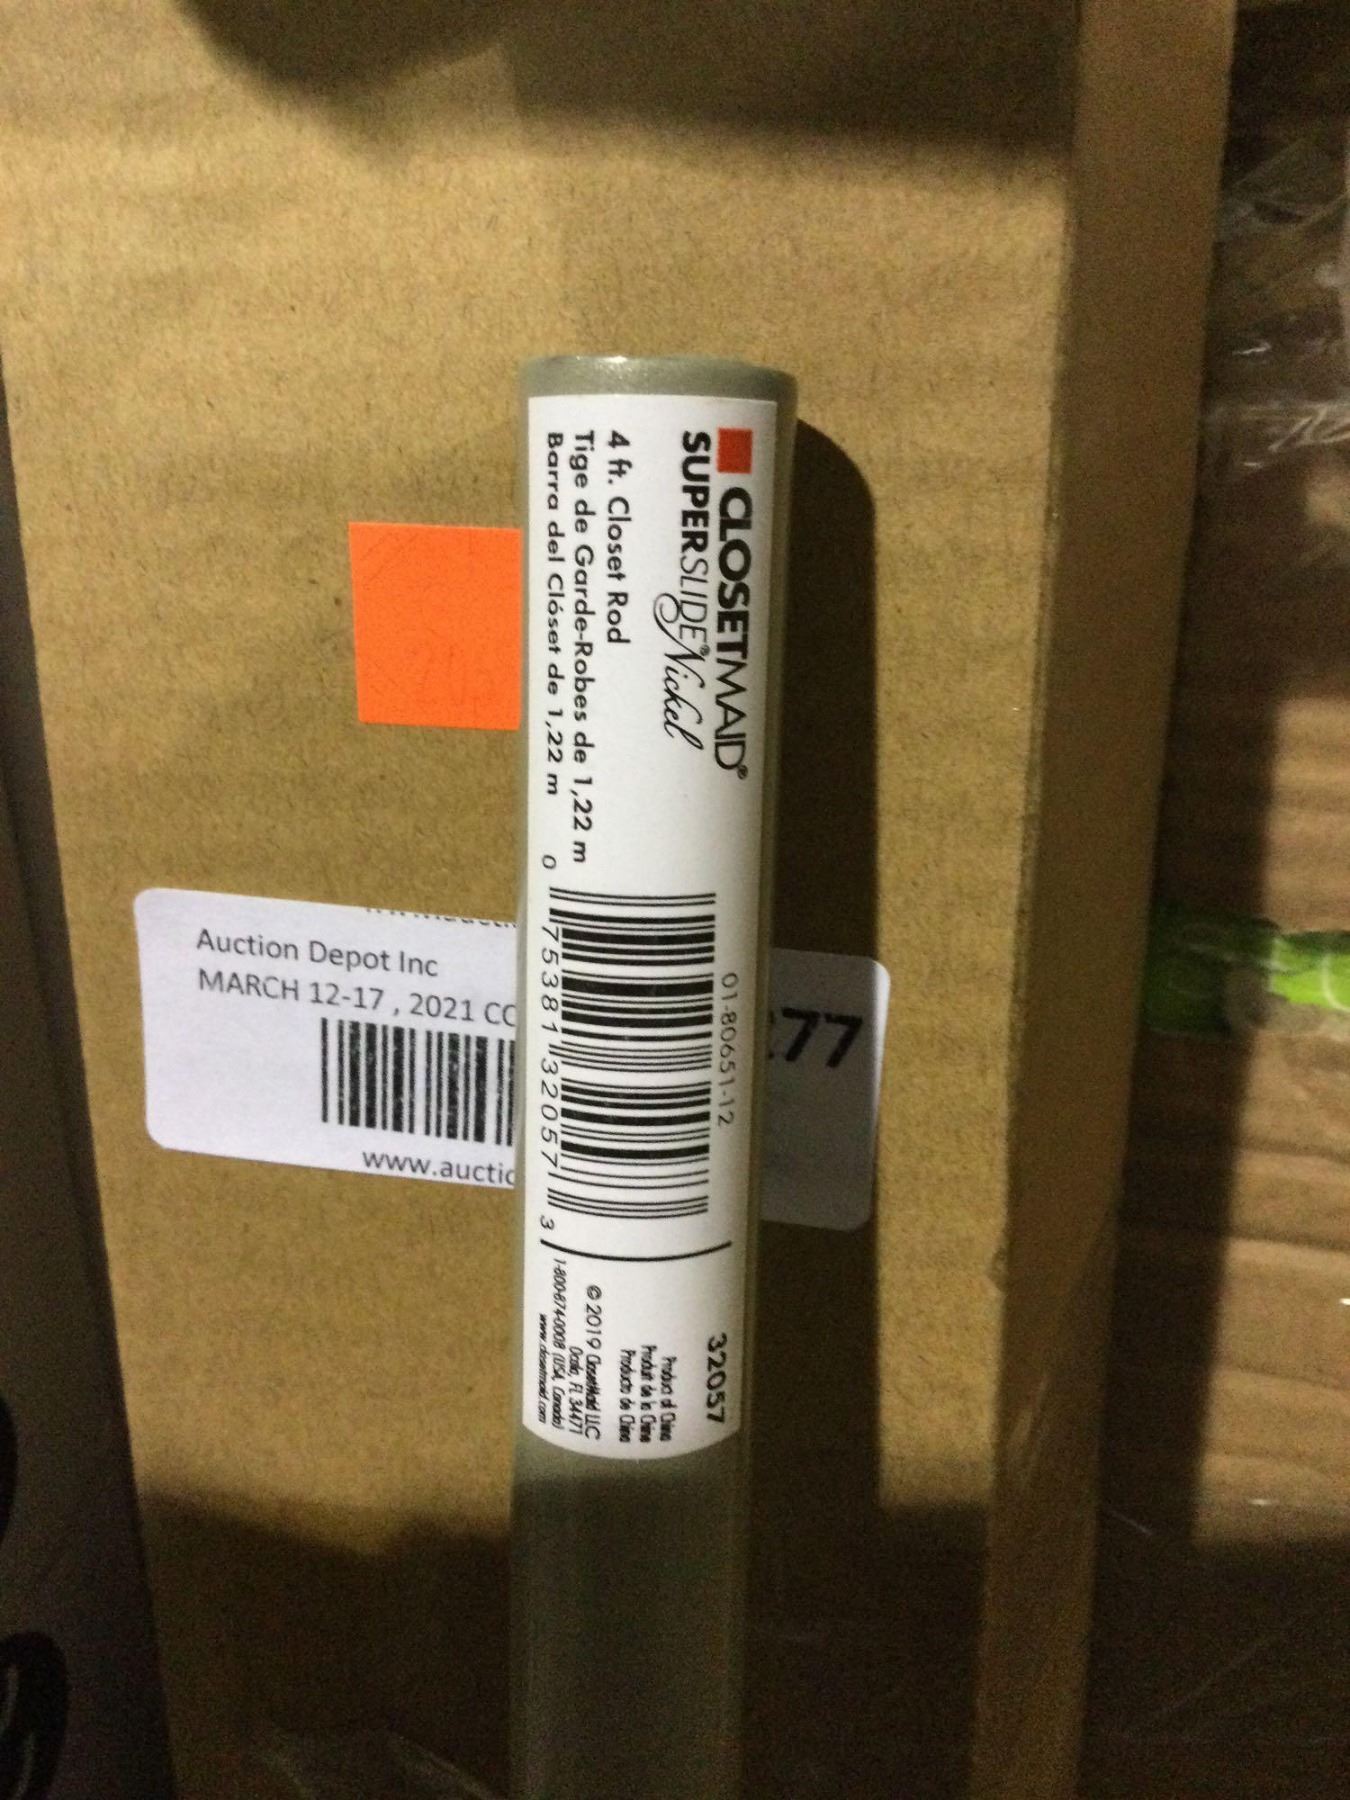 CLOSETMAID®
SUPERSLIDE® Nickel
4 ft. Closet Rod
Tige de Garde-Robes de 1,22 m
Barra del Clóset de 1,22 m
01-80651-12
0 75381 32057 3
32057
Product of China
Produit de la Chine
Producto de China
© 2019 ClosetMaid LLC
Ocala, FL 34471
1-800-874-0008 (USA, Canada)
www.closetmaid.com
Auction Depot Inc
MARCH 12-17 , 2021 CO
77
www.auctio